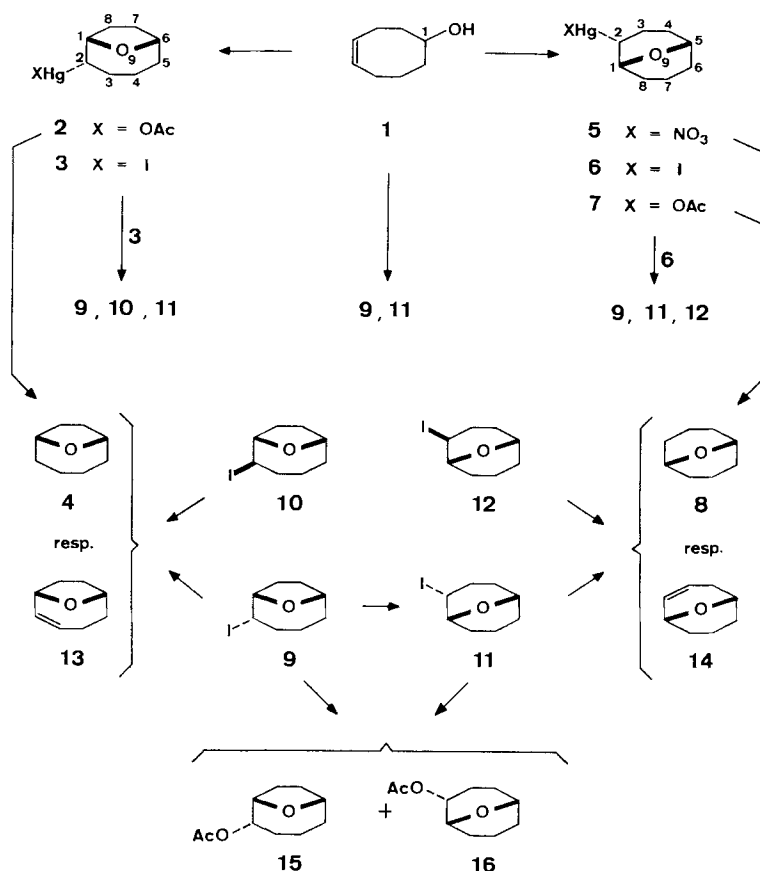 8 7
1 6
O
9
XHg
2
5
3 4
1
OH
XHg
2
3 4
5
O
9
1
6
8 7
2 X = OAc
3 X = I
1
5 X = NO3
6 X = I
7 X = OAc
3
6
9 , 10 , 11
9, 11
9, 11, 12
O
I
O
I
O
O
4
10
12
8
resp.
resp.
O
I
O
I
O
O
13
9
11
14
AcO
O
+
AcO
O
15
16